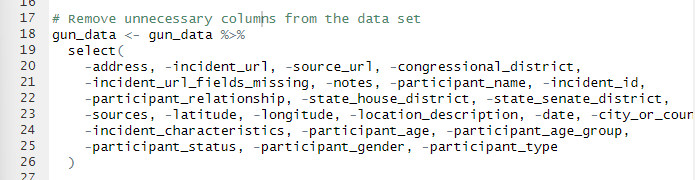 16
17 # Remove unnecessary columns from the data set
18 gun_data <- gun_data %>%
19 select(
20 -address, -incident_url, -source_url, -congressional_district,
21 -incident_url_fields_missing, -notes, -participant_name, -incident_id,
22 -participant_relationship, -state_house_district, -state_senate_district,
23 -sources, -latitude, -longitude, -location_description, -date, -city_or_coun
24 -incident_characteristics, -participant_age, -participant_age_group,
25 -participant_status, -participant_gender, -participant_type
26 )
27